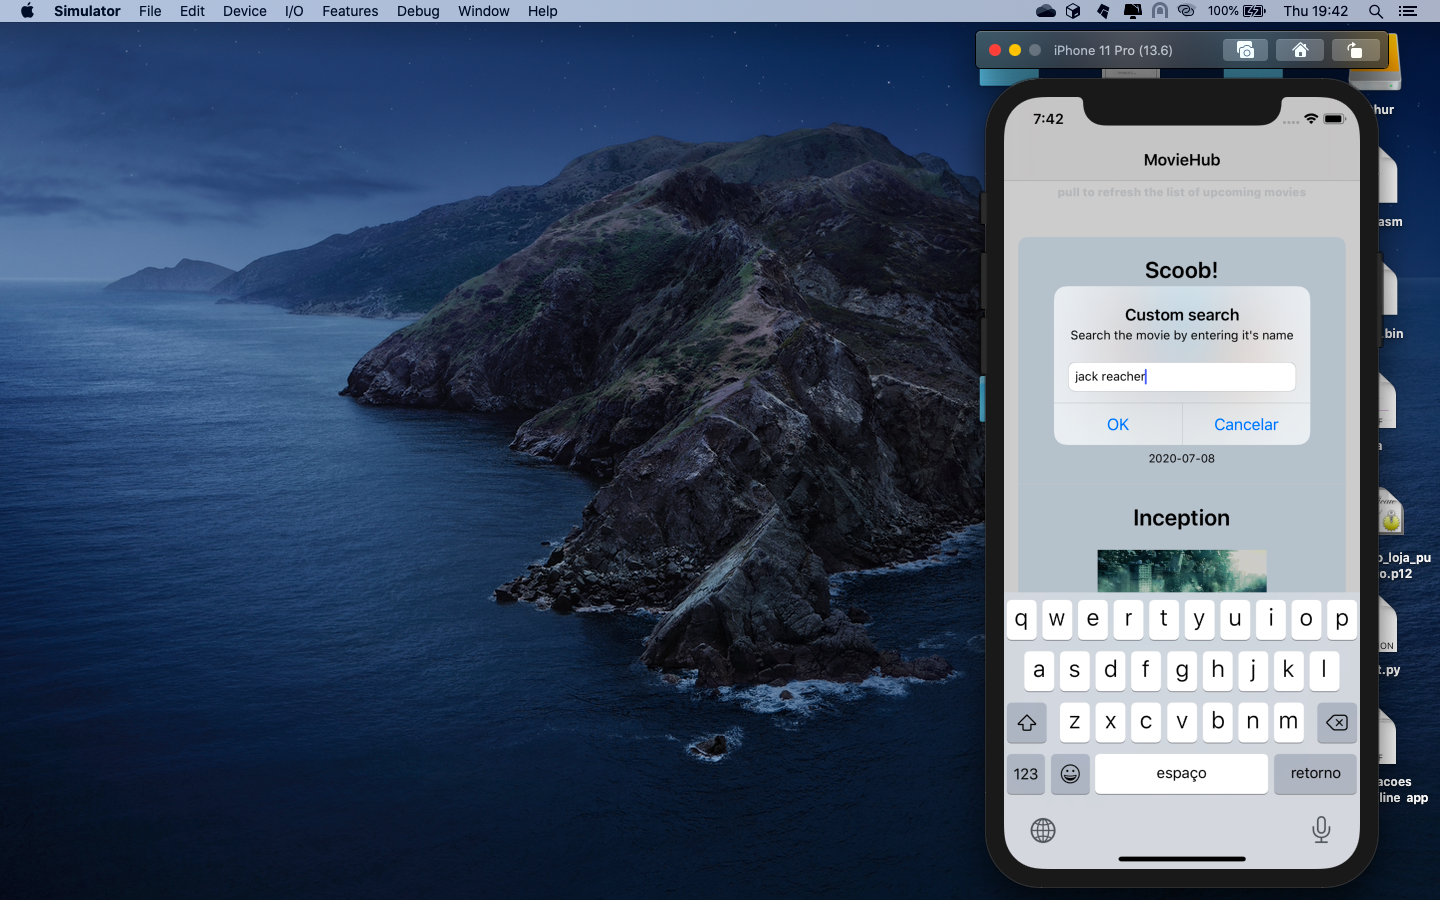 Simulator File Edit Device I/O Features Debug Window Help 100% Thu 19:42
iPhone 11 Pro (13.6)
hur
asm
.bin
a
o_loja_pu
o.p12
ON
t.py
acoes
line app
7:42
MovieHub
pull to refresh the list of upcoming movies
Scoob!
Custom search
Search the movie by entering it's name
jack reacher
OK Cancelar
2020-07-08
Inception
q w e r t y u i o p
a s d f g h j k l
z x c v b n m
123 espaço retorno